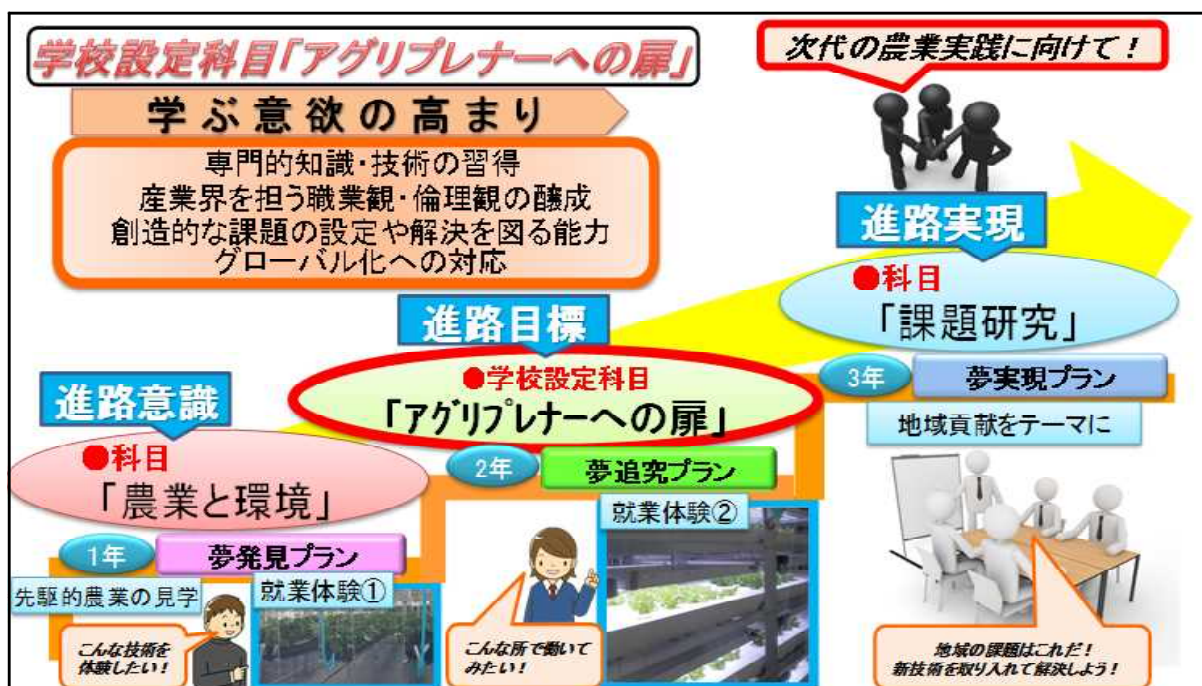 学校設定科目「アグリプレナーへの扉」
学ぶ意欲の高まり
専門的知識・技術の習得
産業界を担う職業観・倫理観の醸成
創造的な課題の設定や解決を図る能力
グローバル化への対応
次代の農業実践に向けて！
進路意識
●科目
「農業と環境」
1年
夢発見プラン
先駆的農業の見学
就業体験①
こんな技術を
体験したい！
進路目標
●学校設定科目
「アグリプレナーへの扉」
2年
夢追究プラン
就業体験②
こんな所で働いて
みたい！
進路実現
●科目
「課題研究」
3年
夢実現プラン
地域貢献をテーマに
地域の課題はこれだ！
新技術を取り入れて解決しよう！